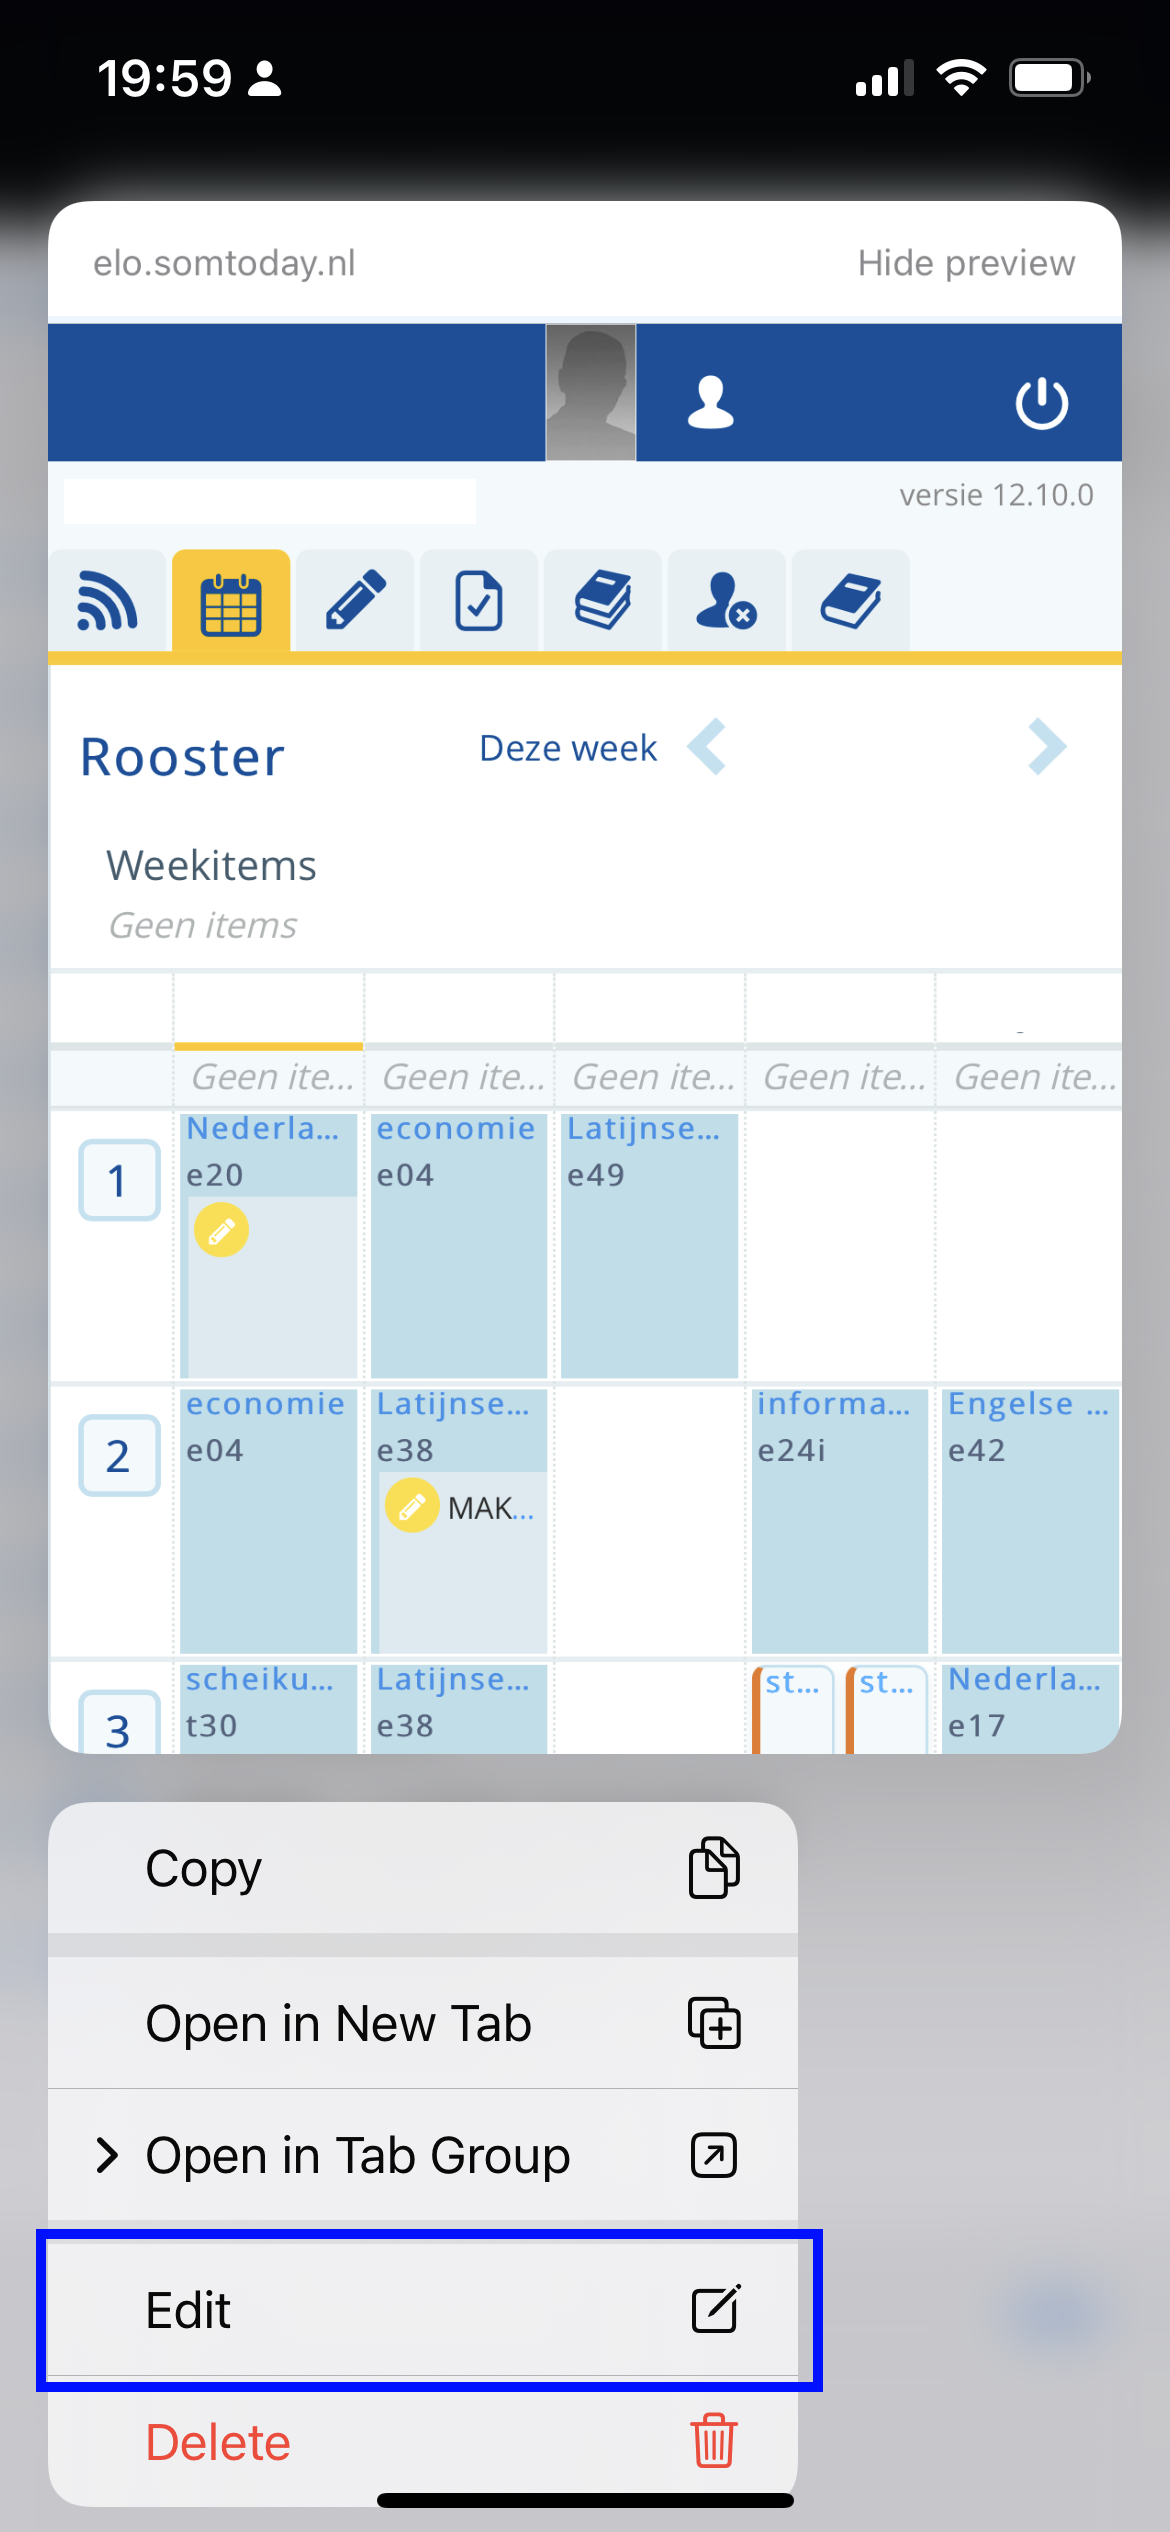 19:59
elo.somtoday.nl Hide preview
versie 12.10.0
Rooster Deze week
Weekitems
Geen items
Geen ite... Geen ite... Geen ite... Geen ite... Geen ite...
1 Nederla... economie Latijnse...
e20 e04 e49
2 economie Latijnse... informa... Engelse ...
e04 e38 e24i e42
MAK...
3 scheiku... Latijnse... st... st... Nederla...
t30 e38 e17
Copy
Open in New Tab
Open in Tab Group
Edit
Delete